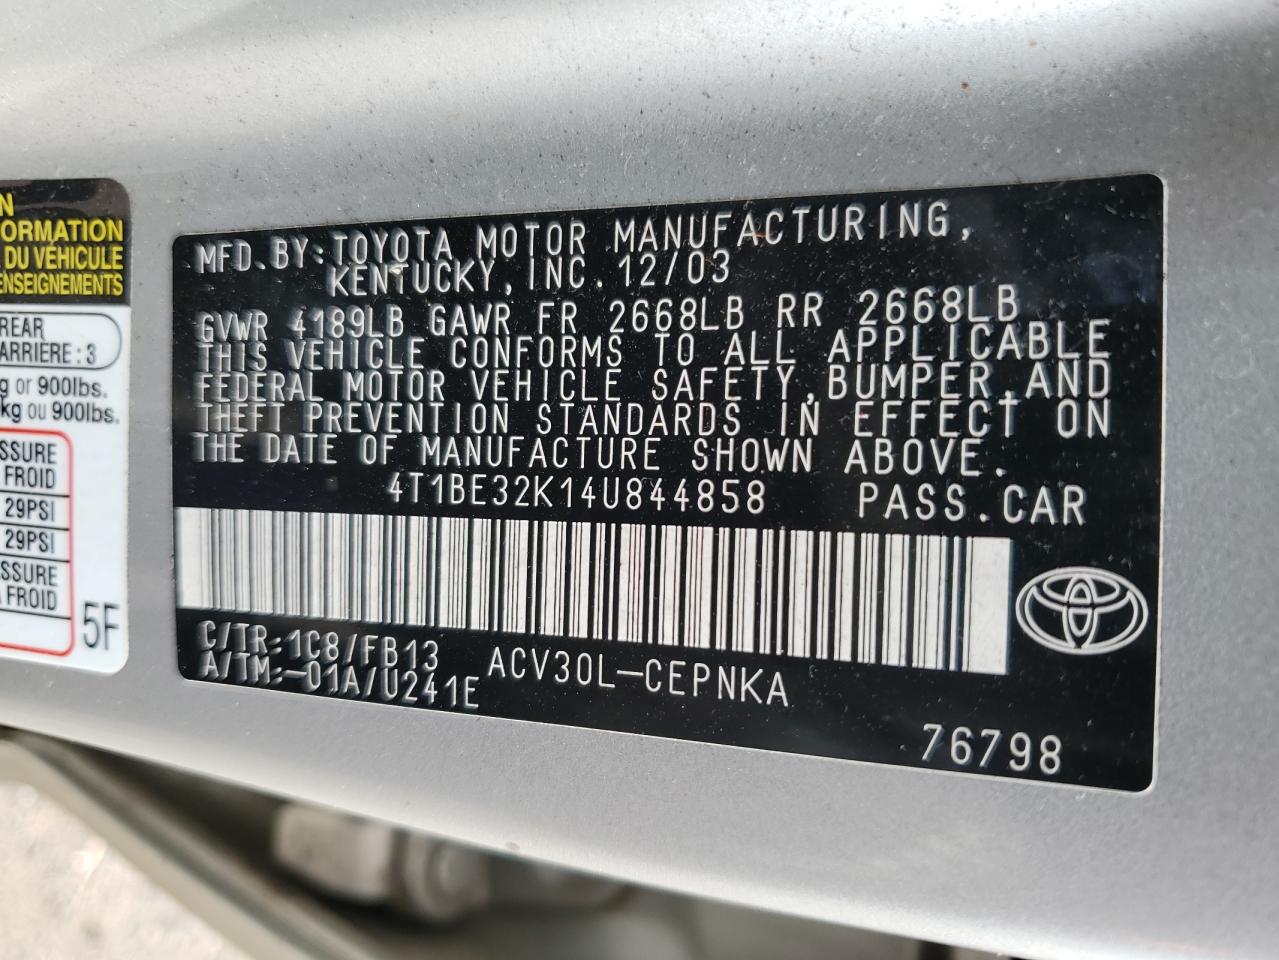 N
ORMATION
DU VÉHICULE
ENSEIGNEMENTS
REAR
ARRIERE : 3
g or 900lbs.
kg ou 900lbs.
ESSURE
FROID
29PSI
29PSI
SSURE
A FROID
5F
MFD. BY: TOYOTA MOTOR MANUFACTURING,
KENTUCKY, INC. 12/03
GVWR 4189LB GAWR FR 2668LB RR 2668LB
THIS VEHICLE CONFORMS TO ALL APPLICABLE
FEDERAL MOTOR VEHICLE SAFETY, BUMPER, AND
THEFT PREVENTION STANDARDS IN EFFECT ON
THE DATE OF MANUFACTURE SHOWN ABOVE.
4T1BE32K14U844858 PASS. CAR
C/TR: 1C8/FB13 ACV30L-CEPNKA
A/TM: -01A/U241E
76798